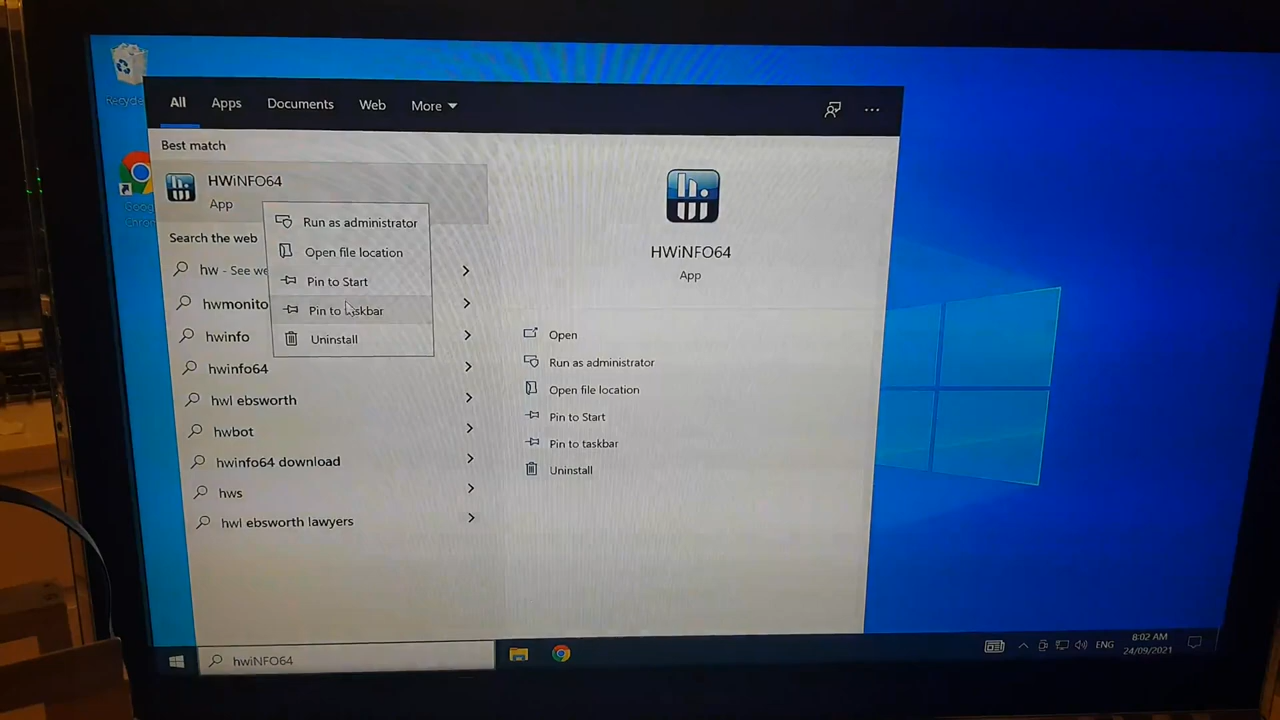 Recycle
Google
Chrome
All Apps Documents Web More
Best match
HWiNFO64
App
Run as administrator
Open file location
Pin to Start
Pin to taskbar
Uninstall
Search the web
hw - See we
hwmonito
hwinfo
hwinfo64
hwl ebsworth
hwbot
hwinfo64 download
hws
hwl ebsworth lawyers
HWiNFO64
App
Open
Run as administrator
Open file location
Pin to Start
Pin to taskbar
Uninstall
hwiNFO64
ENG
8:02 AM
24/09/2021